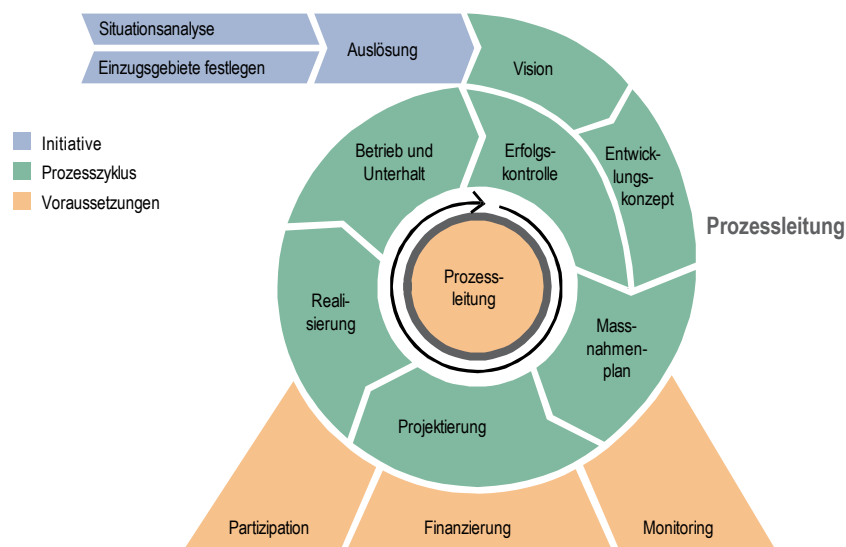 Situationsanalyse
Einzugsgebiete festlegen
Auslösung
Vision
Entwick-
lungs-
konzept
Initiative
Prozesszyklus
Voraussetzungen
Betrieb und
Unterhalt
Erfolgs-
kontrolle
Prozessleitung
Prozess-
leitung
Reali-
sierung
Mass-
nahmen-
plan
Projektierung
Partizipation
Finanzierung
Monitoring